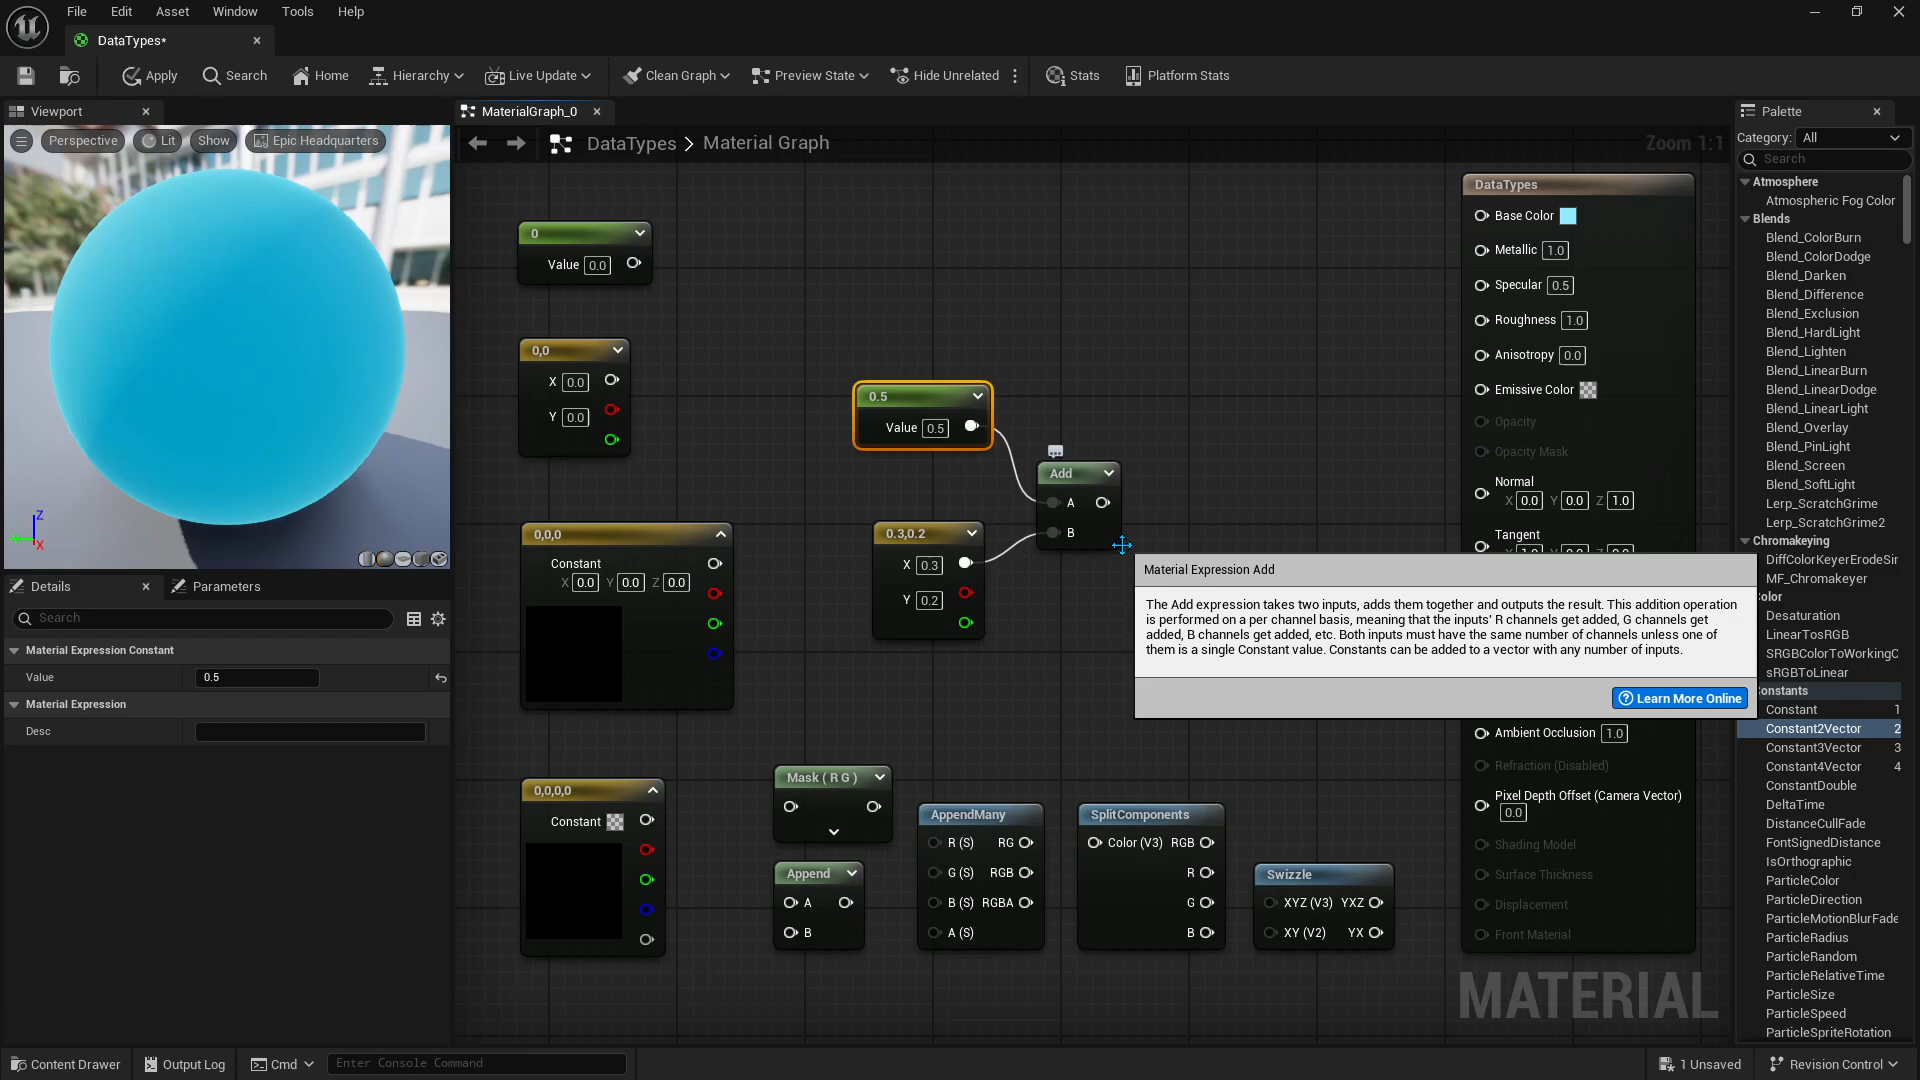 File Edit Asset Window Tools Help
DataTypes*
Apply Search Home Hierarchy Live Update Clean Graph Preview State Hide Unrelated Stats Platform Stats
Viewport
Perspective Lit Show Epic Headquarters
Z
X
Details Parameters
Search
Material Expression Constant
Value 0.5
Material Expression
Desc
MaterialGraph_0
DataTypes > Material Graph
Zoom 1:1
0
Value 0.0
0,0
X 0.0
Y 0.0
0,0,0
Constant
X 0.0 Y 0.0 Z 0.0
0,0,0,0
Constant
0.5
Value 0.5
0.3,0.2
X 0.3
Y 0.2
Add
A
B
Mask ( R G )
Append
A
B
AppendMany
R (S) RG
G (S) RGB
B (S) RGBA
A (S)
SplitComponents
Color (V3) RGB
R
G
B
Swizzle
XYZ (V3) YXZ
XY (V2) YX
DataTypes
Base Color
Metallic 1.0
Specular 0.5
Roughness 1.0
Anisotropy 0.0
Emissive Color
Opacity
Opacity Mask
Normal
X 0.0 Y 0.0 Z 1.0
Tangent
Material Expression Add
The Add expression takes two inputs, adds them together and outputs the result. This addition operation
is performed on a per channel basis, meaning that the inputs' R channels get added, G channels get
added, B channels get added, etc. Both inputs must have the same number of channels unless one of
them is a single Constant value. Constants can be added to a vector with any number of inputs.
Learn More Online
Ambient Occlusion 1.0
Refraction (Disabled)
Pixel Depth Offset (Camera Vector)
0.0
Shading Model
Surface Thickness
Displacement
Front Material
MATERIAL
Palette
Category: All
Search
Atmosphere
Atmospheric Fog Color
Blends
Blend_ColorBurn
Blend_ColorDodge
Blend_Darken
Blend_Difference
Blend_Exclusion
Blend_HardLight
Blend_Lighten
Blend_LinearBurn
Blend_LinearDodge
Blend_LinearLight
Blend_Overlay
Blend_PinLight
Blend_Screen
Blend_SoftLight
Lerp_ScratchGrime
Lerp_ScratchGrime2
Chromakeying
DiffColorKeyerErodeSir
MF_Chromakeyer
olor
Desaturation
LinearTosRGB
SRGBColorToWorkingC
sRGBToLinear
onstants
Constant 1
Constant2Vector 2
Constant3Vector 3
Constant4Vector 4
ConstantDouble
DeltaTime
DistanceCullFade
FontSignedDistance
IsOrthographic
ParticleColor
ParticleDirection
ParticleMotionBlurFade
ParticleRadius
ParticleRandom
ParticleRelativeTime
ParticleSize
ParticleSpeed
ParticleSpriteRotation
Content Drawer Output Log Cmd Enter Console Command 1 Unsaved Revision Control